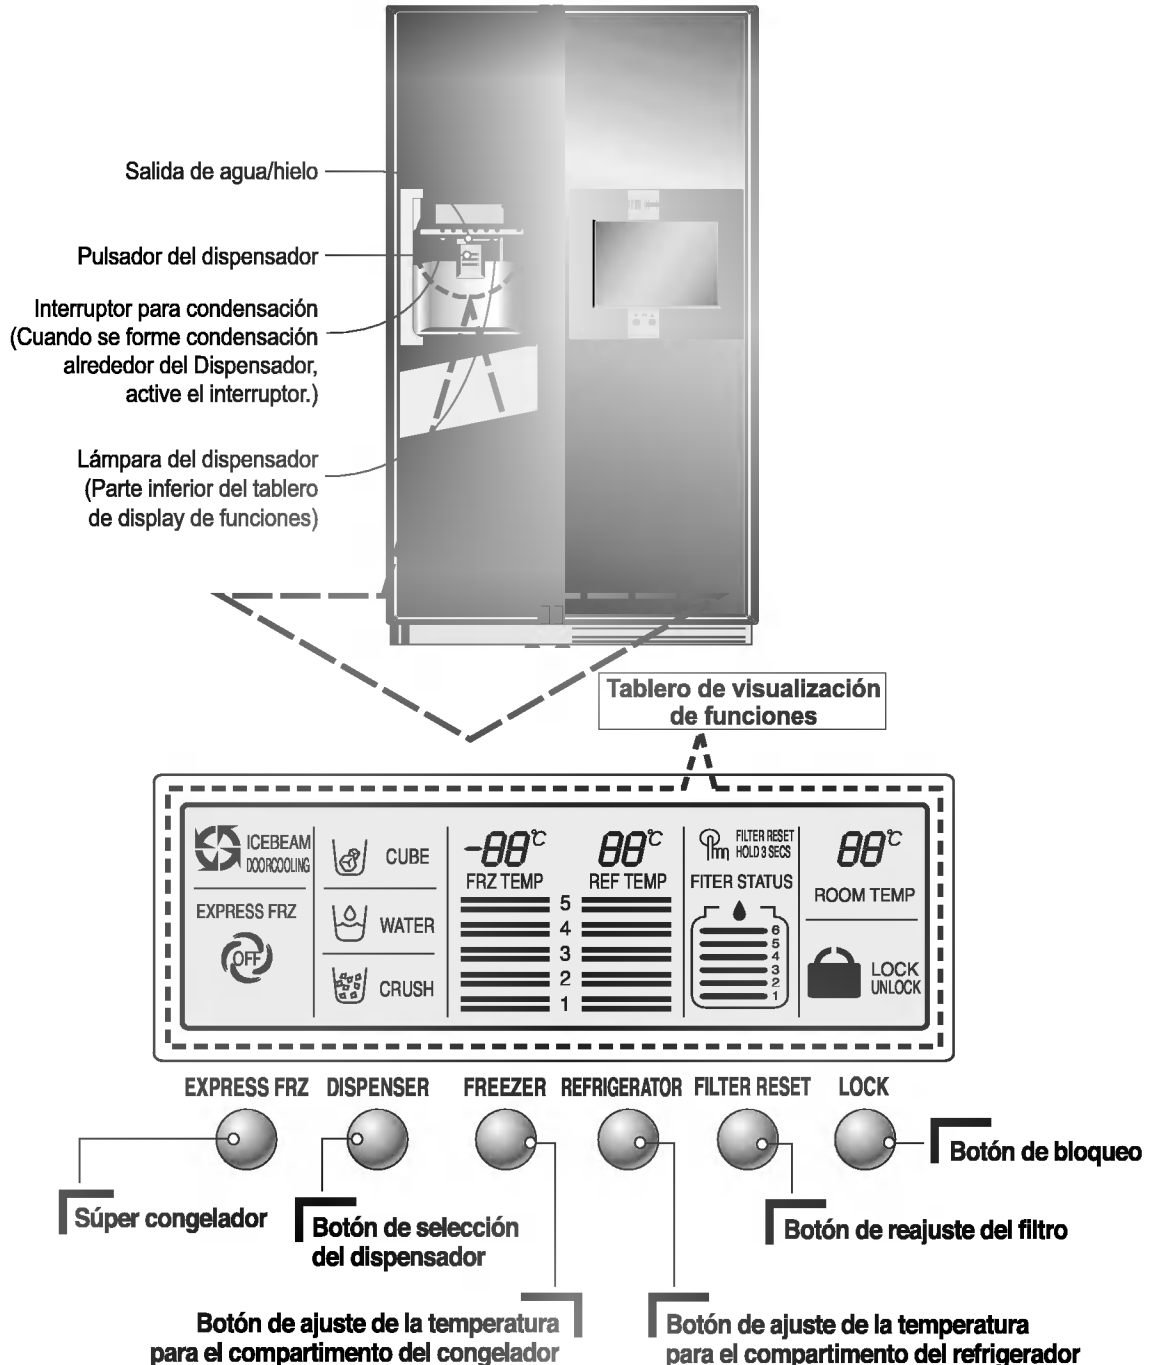 Salida de agua/hielo
Pulsador del dispensador
Interruptor para condensación
(Cuando se forme condensación
alrededor del Dispensador,
active el interruptor.)
Lámpara del dispensador
(Parte inferior del tablero
de display de funciones)
Tablero de visualización
de funciones
ICEBEAM
DOORCOOLING
EXPRESS FRZ
OFF
CUBE
WATER
CRUSH
-88°C
FRZ TEMP
88°C
REF TEMP
5
4
3
2
1
FILTER RESET
HOLD 3 SECS
FITER STATUS
6
5
4
3
2
1
88°C
ROOM TEMP
LOCK
UNLOCK
EXPRESS FRZ DISPENSER FREEZER REFRIGERATOR FILTER RESET LOCK
Botón de bloqueo
Súper congelador
Botón de selección
del dispensador
Botón de reajuste del filtro
Botón de ajuste de la temperatura
para el compartimento del congelador
Botón de ajuste de la temperatura
para el compartimento del refrigerador